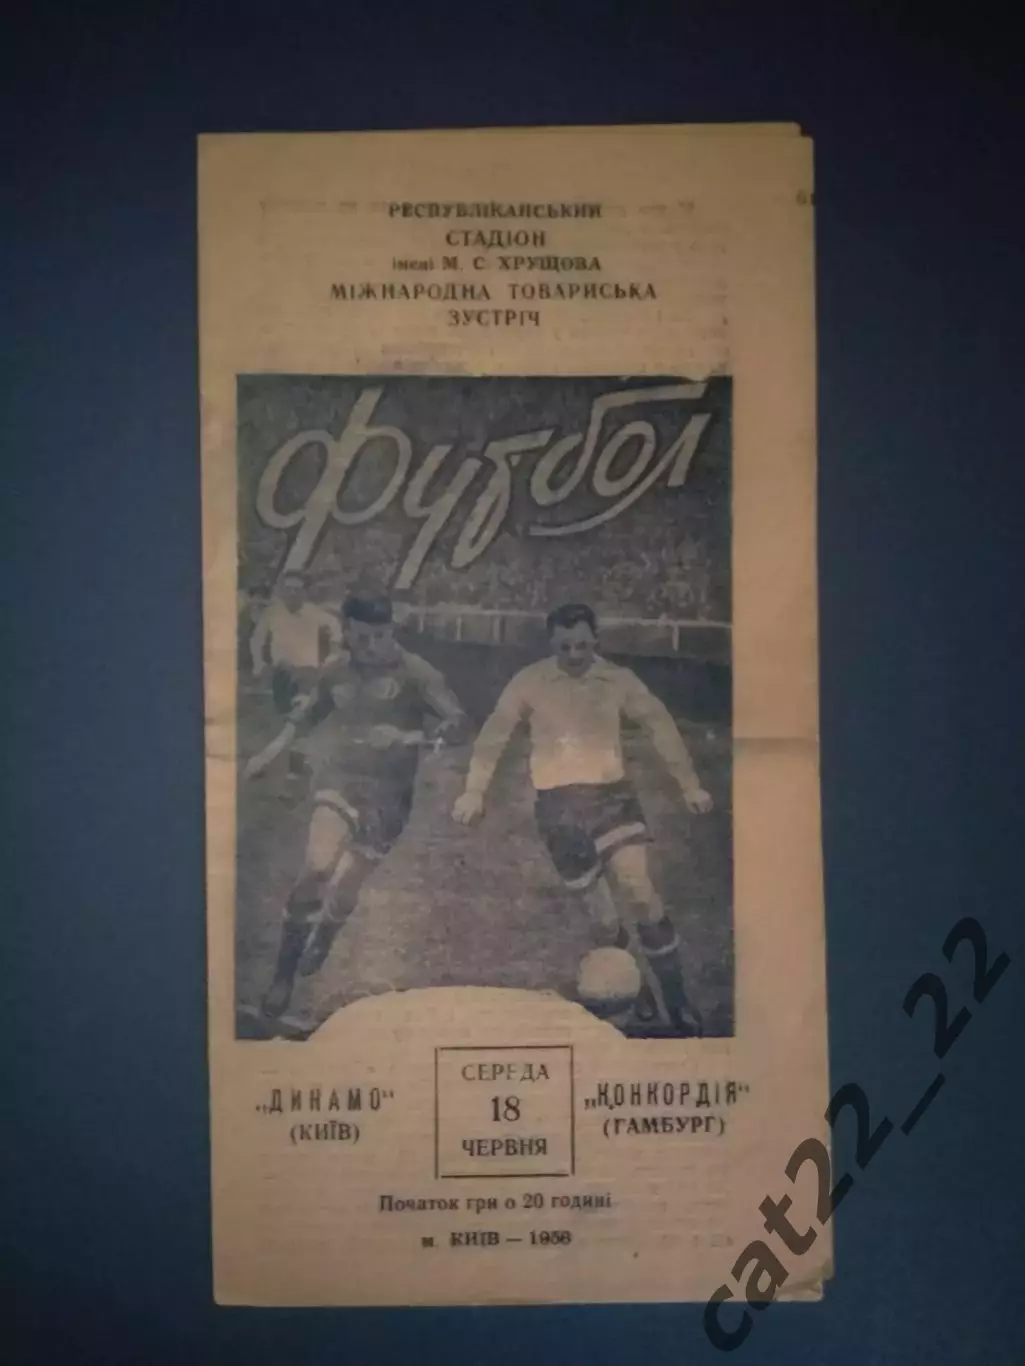 РЕСПУБЛІКАНСЬКИЙ
СТАДІОН
імені М. С. ХРУЩОВА
МІЖНАРОДНА ТОВАРИСЬКА
ЗУСТРІЧ
Футбол
„ДИНАМО“
(КИЇВ)
СЕРЕДА
18
ЧЕРВНЯ
„КОНКОРДІЯ“
(ГАМБУРГ)
Початок гри о 20 годині
м. КИЇВ — 1958
cat22_22